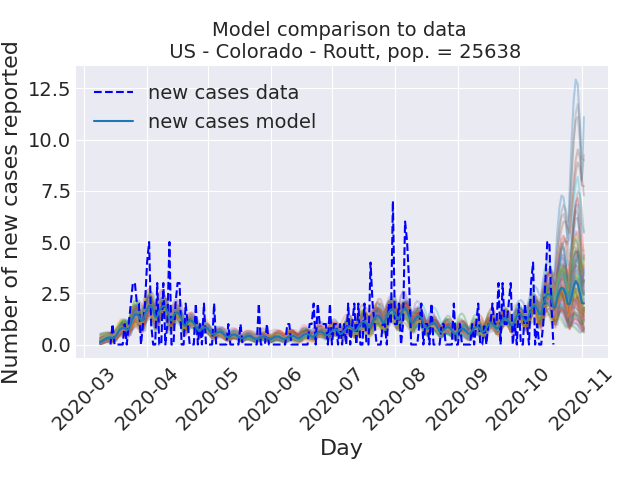 Model comparison to data
US - Colorado - Routt, pop. = 25638
new cases data
new cases model
Number of new cases reported
12.5
10.0
7.5
5.0
2.5
0.0
2020-03
2020-04
2020-05
2020-06
2020-07
2020-08
2020-09
2020-10
2020-11
Day